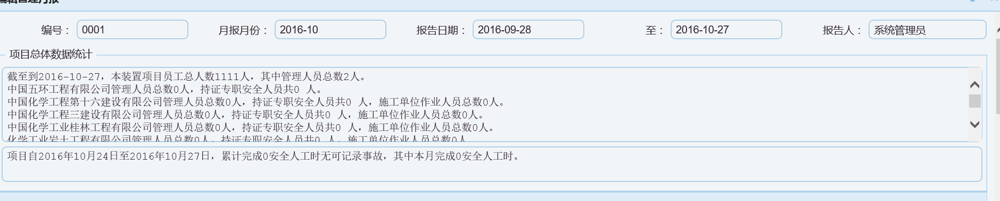 编辑管理月报
编号： 0001 月报月份： 2016-10 报告日期： 2016-09-28 至： 2016-10-27 报告人： 系统管理员
项目总体数据统计
截至到2016-10-27，本装置项目员工总人数1111人，其中管理人员总数2人。
中国五环工程有限公司管理人员总数0人，持证专职安全人员共0 人。
中国化学工程第十六建设有限公司管理人员总数0人，持证专职安全人员共0 人，施工单位作业人员总数0人。
中国化学工程三建设有限公司管理人员总数0人，持证专职安全人员共0 人，施工单位作业人员总数0人。
中国化学工业桂林工程有限公司管理人员总数0人，持证专职安全人员共0 人，施工单位作业人员总数0人。
化学工业岩土工程有限公司管理人员总数0人，持证专职安全人员共0 人，施工单位作业人员总数0人
项目自2016年10月24日至2016年10月27日，累计完成0安全人工时无可记录事故，其中本月完成0安全人工时。